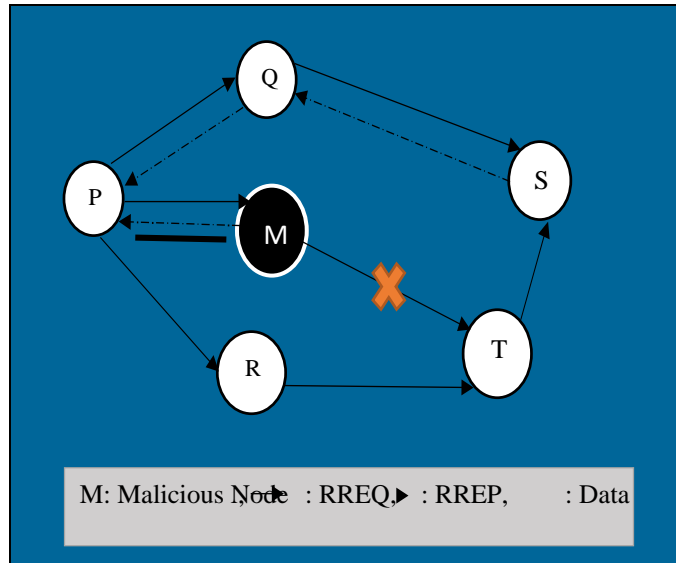 Q
S
P
M
T
R
M: Malicious Node : RREQ, : RREP, : Data